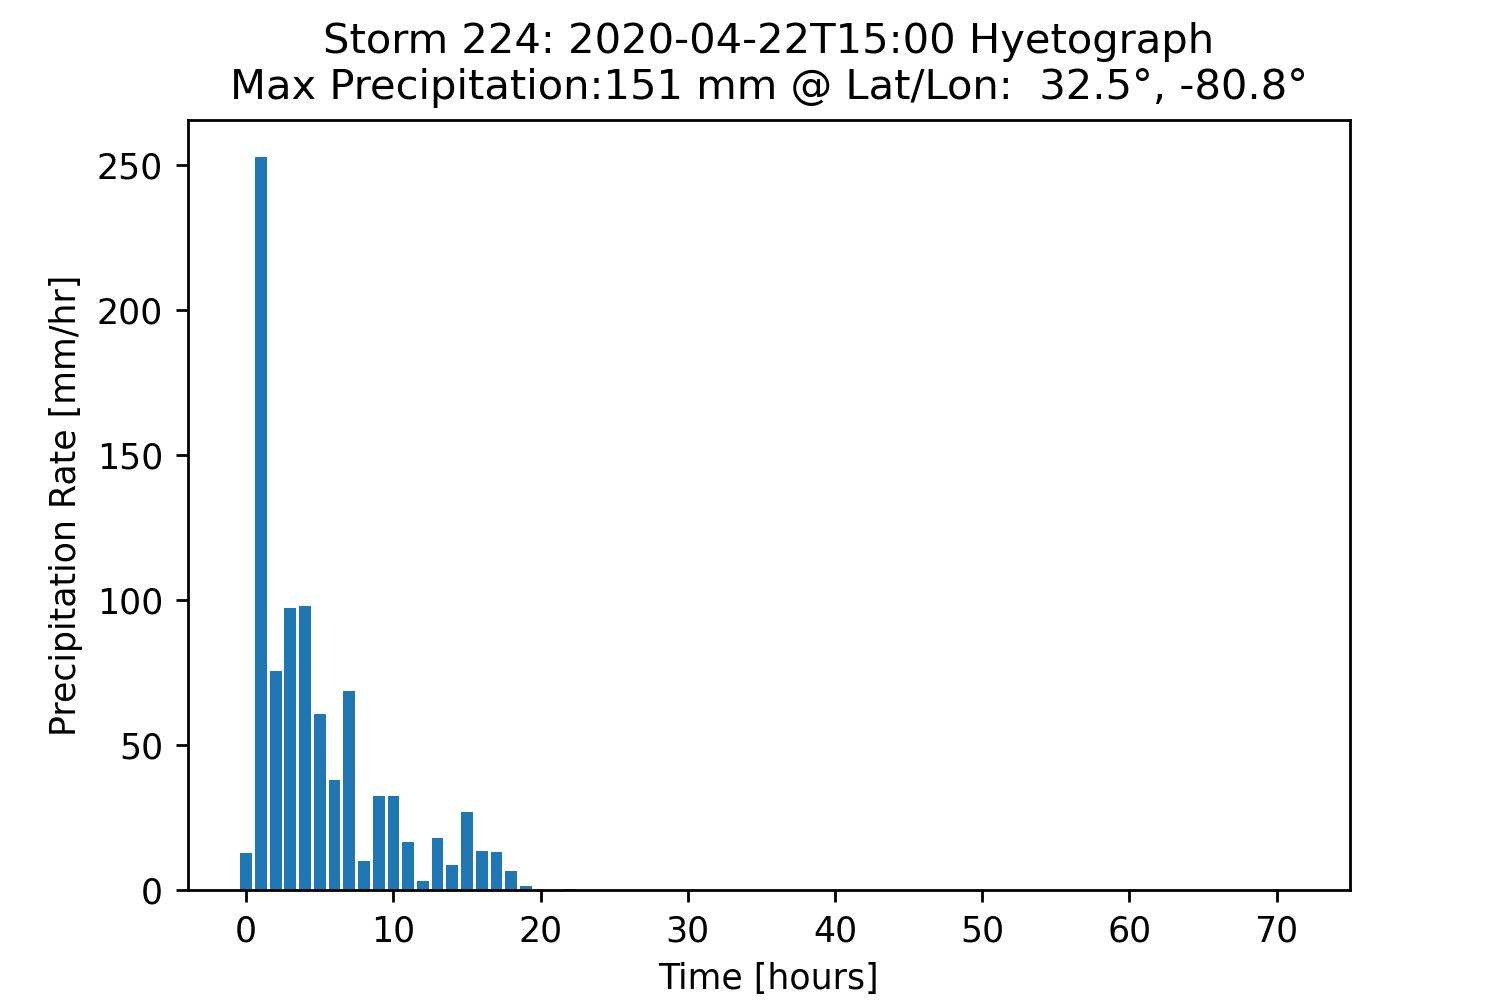 Storm 224: 2020-04-22T15:00 Hyetograph
Max Precipitation:151 mm @ Lat/Lon:  32.5°, -80.8°
250
200
150
100
50
0
Precipitation Rate [mm/hr]
0 10 20 30 40 50 60 70
Time [hours]